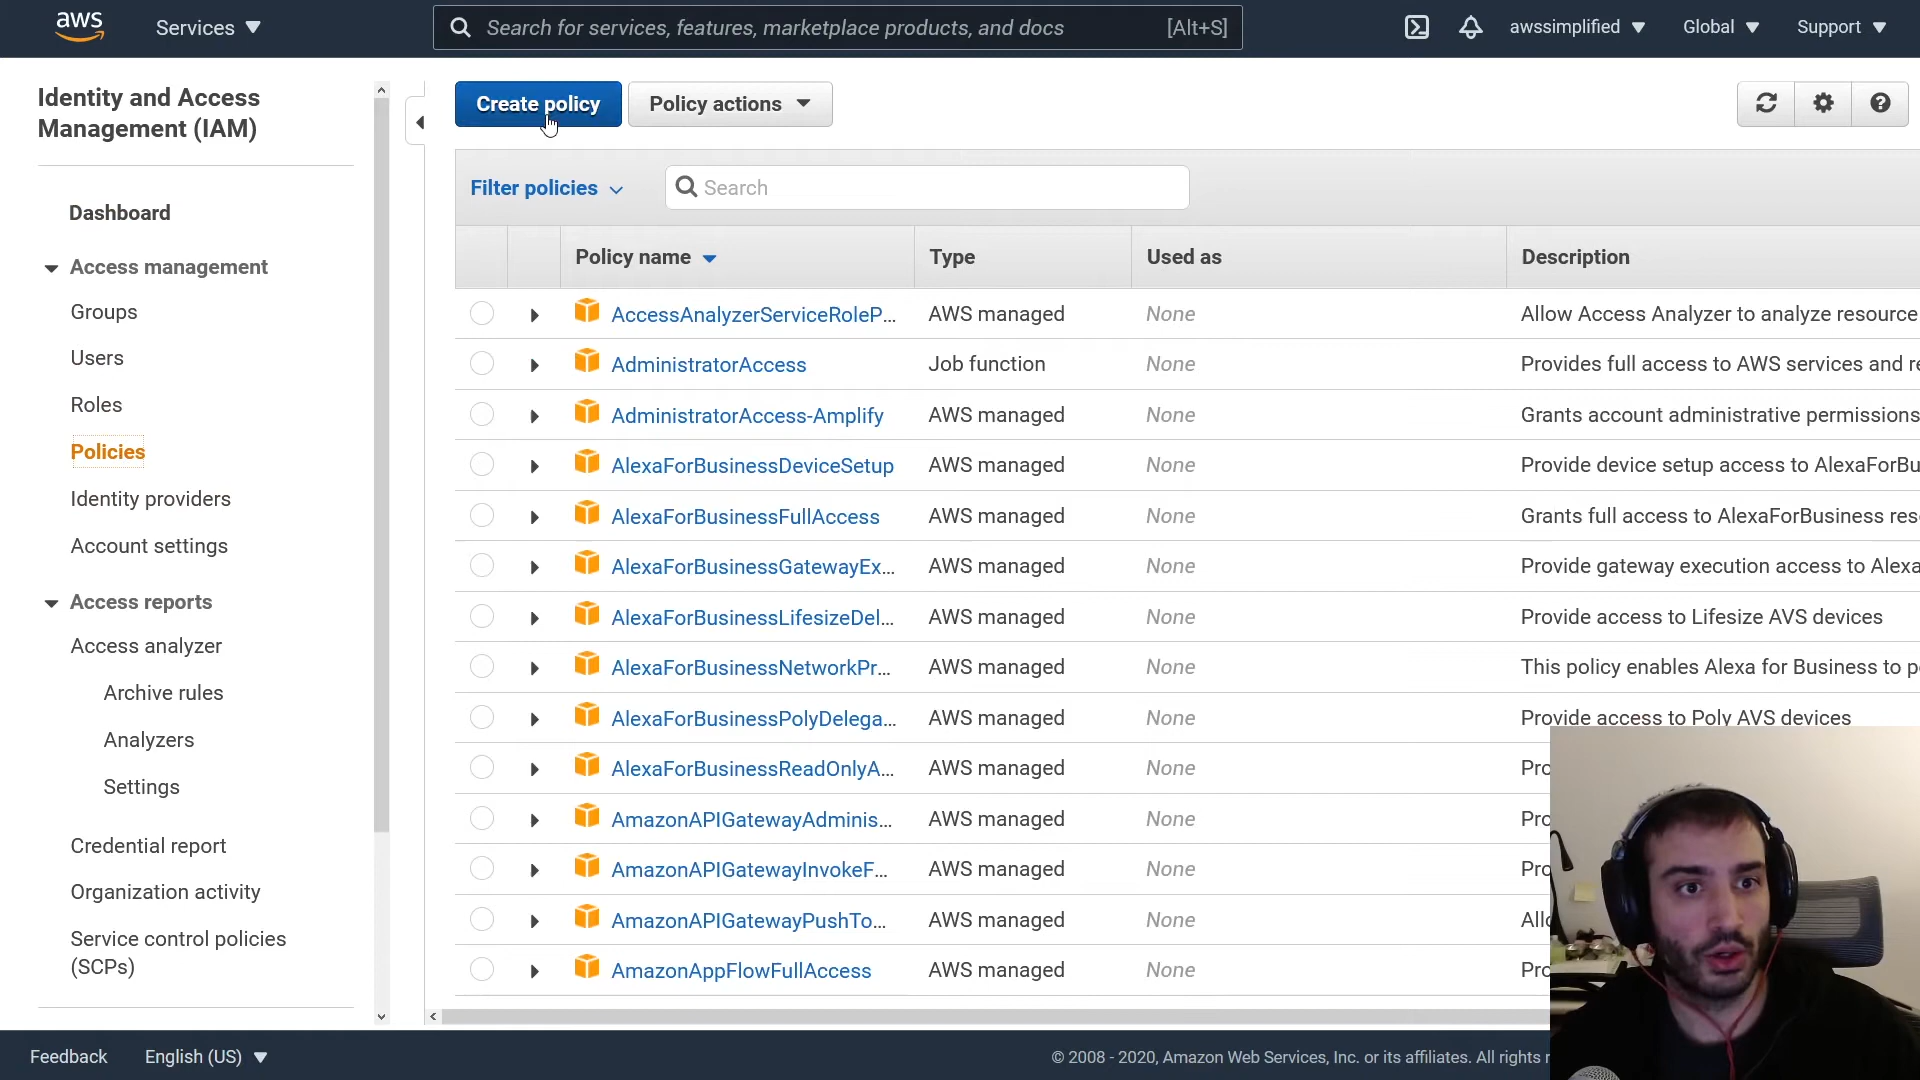 aws
Services
Search for services, features, marketplace products, and docs
[Alt+S]
awssimplified
Global
Support
Identity and Access
Management (IAM)
Dashboard
Access management
Groups
Users
Roles
Policies
Identity providers
Account settings
Access reports
Access analyzer
Archive rules
Analyzers
Settings
Credential report
Organization activity
Service control policies
(SCPs)
Create policy
Policy actions
Filter policies
Search
Policy name Type Used as Description
AccessAnalyzerServiceRoleP... AWS managed None Allow Access Analyzer to analyze resource
AdministratorAccess Job function None Provides full access to AWS services and re
AdministratorAccess-Amplify AWS managed None Grants account administrative permissions
AlexaForBusinessDeviceSetup AWS managed None Provide device setup access to AlexaForBu
AlexaForBusinessFullAccess AWS managed None Grants full access to AlexaForBusiness res
AlexaForBusinessGatewayEx... AWS managed None Provide gateway execution access to Alexa
AlexaForBusinessLifesizeDel... AWS managed None Provide access to Lifesize AVS devices
AlexaForBusinessNetworkPr... AWS managed None This policy enables Alexa for Business to p
AlexaForBusinessPolyDelega... AWS managed None Provide access to Poly AVS devices
AlexaForBusinessReadOnlyA... AWS managed None Pro
AmazonAPIGatewayAdminis... AWS managed None Pro
AmazonAPIGatewayInvokeF... AWS managed None Pro
AmazonAPIGatewayPushTo... AWS managed None Allo
AmazonAppFlowFullAccess AWS managed None Pro
Feedback
English (US)
© 2008 - 2020, Amazon Web Services, Inc. or its affiliates. All rights r